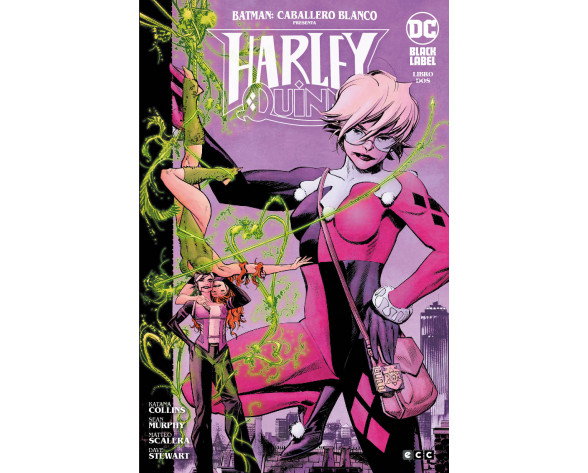 BATMAN: CABALLERO BLANCO
PRESENTA
HARLEY
QUINN
DC
BLACK
LABEL
LIBRO
DOS
KATANA
COLLINS
SEAN
MURPHY
MATTEO
SCALERA
DAVE
STEWART
ecc